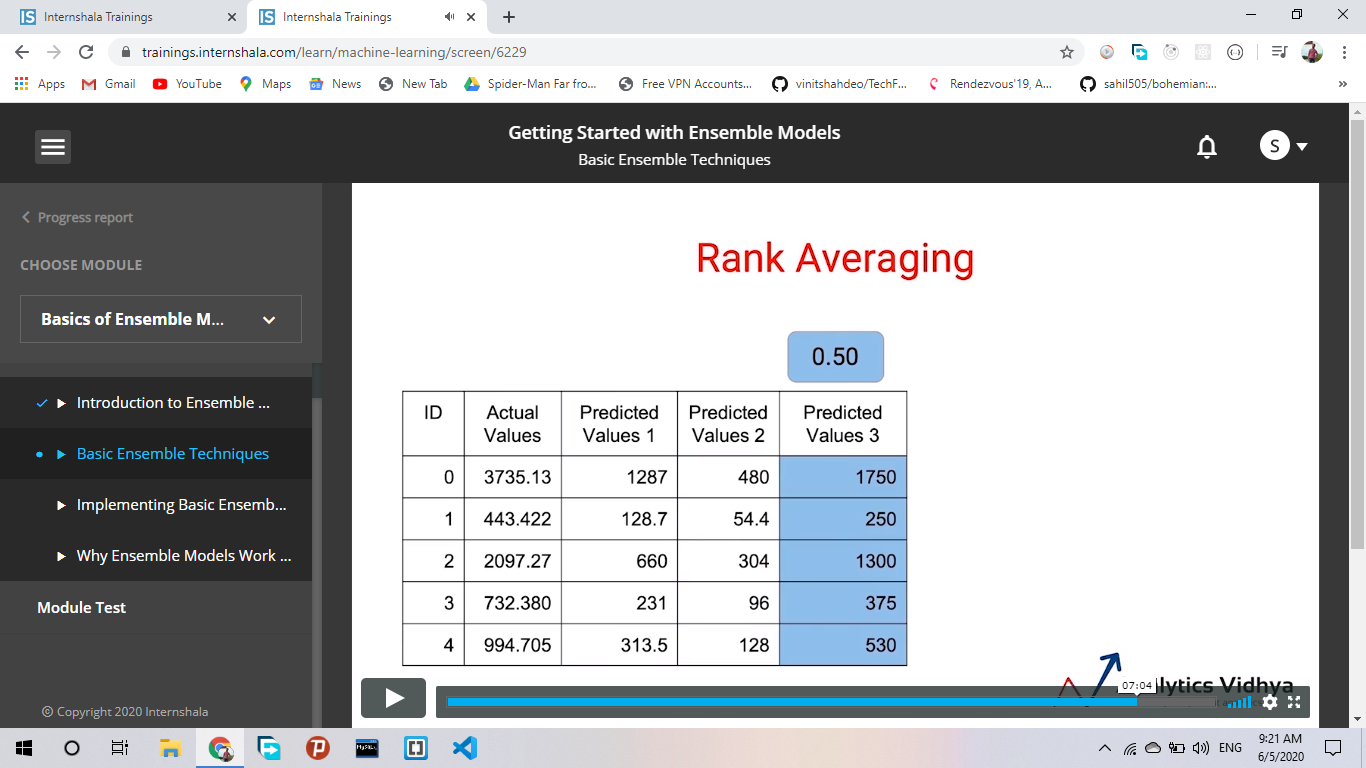 Internshala Trainings
Internshala Trainings
trainings.internshala.com/learn/machine-learning/screen/6229
Apps Gmail YouTube Maps News New Tab Spider-Man Far fro... Free VPN Accounts... vinitshahdeo/TechF... Rendezvous'19, A... sahil505/bohemian:... »
Getting Started with Ensemble Models
Basic Ensemble Techniques
S
Progress report
CHOOSE MODULE
Basics of Ensemble M...
Introduction to Ensemble ...
Basic Ensemble Techniques
Implementing Basic Ensemb...
Why Ensemble Models Work ...
Module Test
© Copyright 2020 Internshala
Rank Averaging
0.50
ID Actual Values Predicted Values 1 Predicted Values 2 Predicted Values 3
0 3735.13 1287 480 1750
1 443.422 128.7 54.4 250
2 2097.27 660 304 1300
3 732.380 231 96 375
4 994.705 313.5 128 530
07:04
lytics Vidhya
MySQL
ENG
9:21 AM
6/5/2020